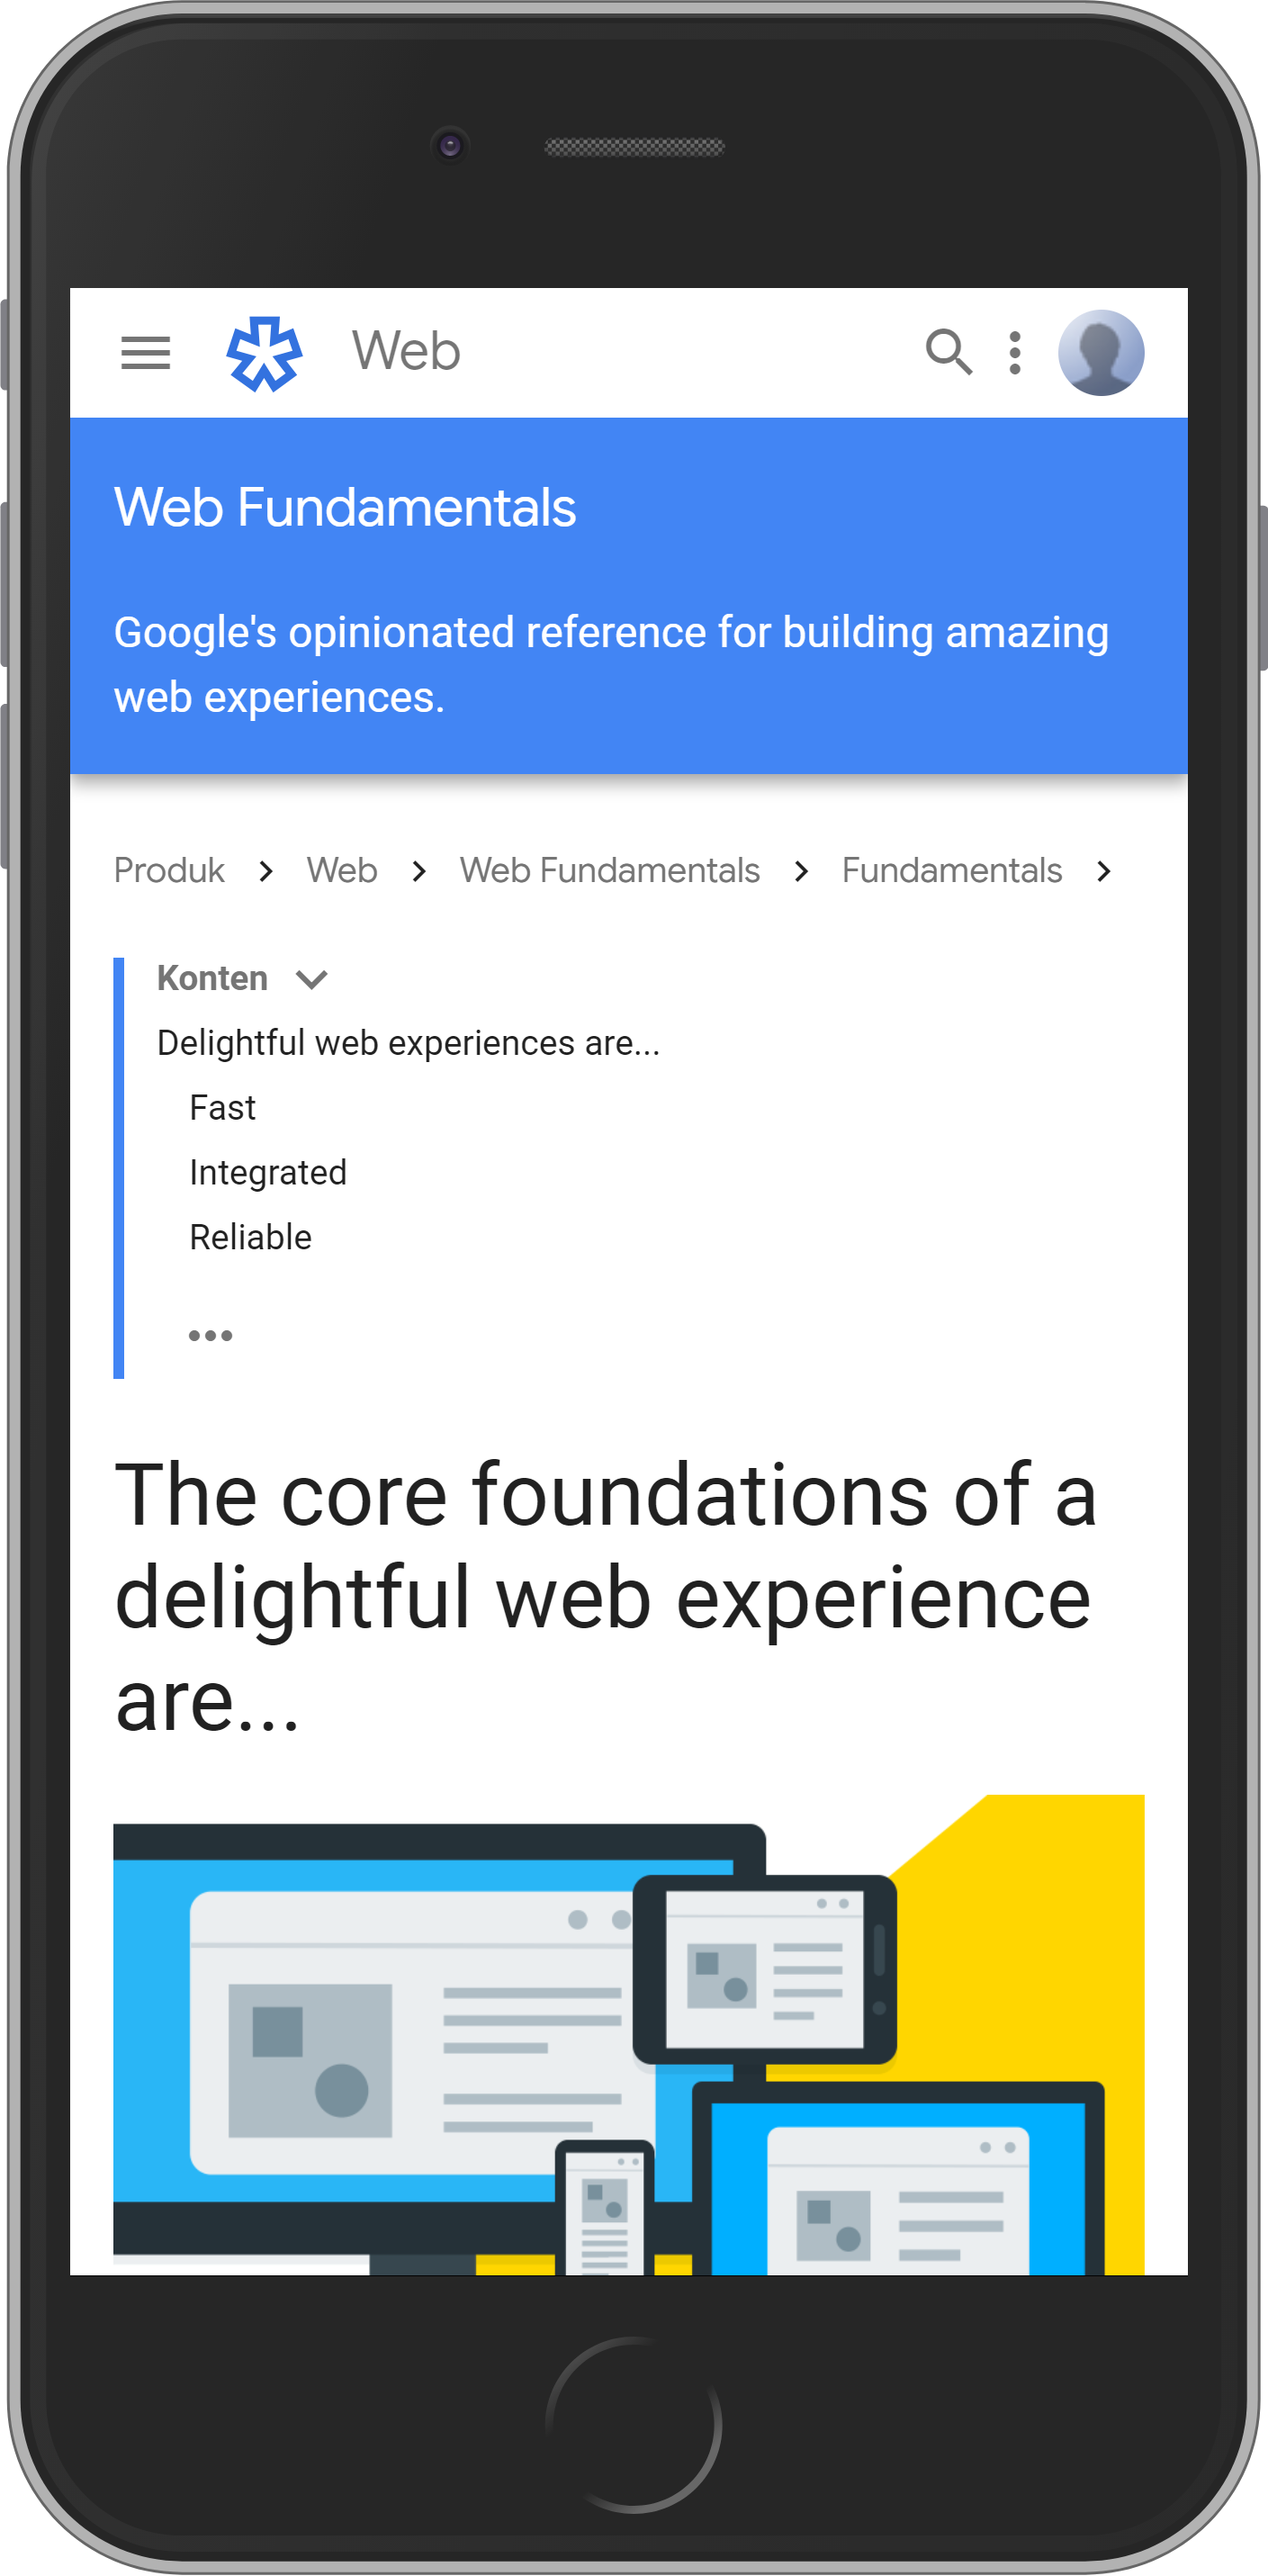 Web
Web Fundamentals
Google's opinionated reference for building amazing
web experiences.
Produk > Web > Web Fundamentals > Fundamentals >
Konten
Delightful web experiences are...
Fast
Integrated
Reliable
The core foundations of a
delightful web experience
are...